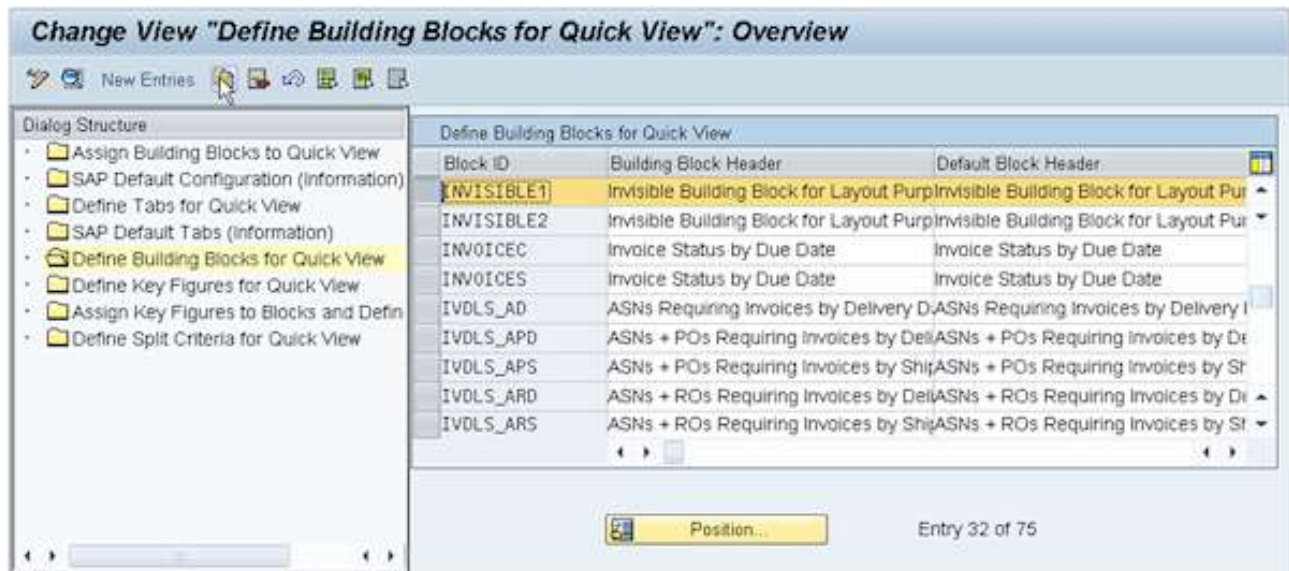 Change View "Define Building Blocks for Quick View": Overview
New Entries
Dialog Structure
Assign Building Blocks to Quick View
SAP Default Configuration (Information)
Define Tabs for Quick View
SAP Default Tabs (Information)
Define Building Blocks for Quick View
Define Key Figures for Quick View
Assign Key Figures to Blocks and Defin
Define Split Criteria for Quick View
Define Building Blocks for Quick View
Block ID Building Block Header Default Block Header
INVISIBLE1 Invisible Building Block for Layout Purp Invisible Building Block for Layout Pur
INVISIBLE2 Invisible Building Block for Layout Purp Invisible Building Block for Layout Pur
INVOICEC Invoice Status by Due Date Invoice Status by Due Date
INVOICES Invoice Status by Due Date Invoice Status by Due Date
IVDLS_AD ASNs Requiring Invoices by Delivery D ASNs Requiring Invoices by Delivery
IVDLS_APD ASNs + POs Requiring Invoices by Deli ASNs + POs Requiring Invoices by De
IVDLS_APS ASNs + POs Requiring Invoices by Ship ASNs + POs Requiring Invoices by Sh
IVDLS_ARD ASNs + ROs Requiring Invoices by Deli ASNs + ROs Requiring Invoices by De
IVDLS_ARS ASNs + ROs Requiring Invoices by Ship ASNs + ROs Requiring Invoices by Sh
Position... Entry 32 of 75